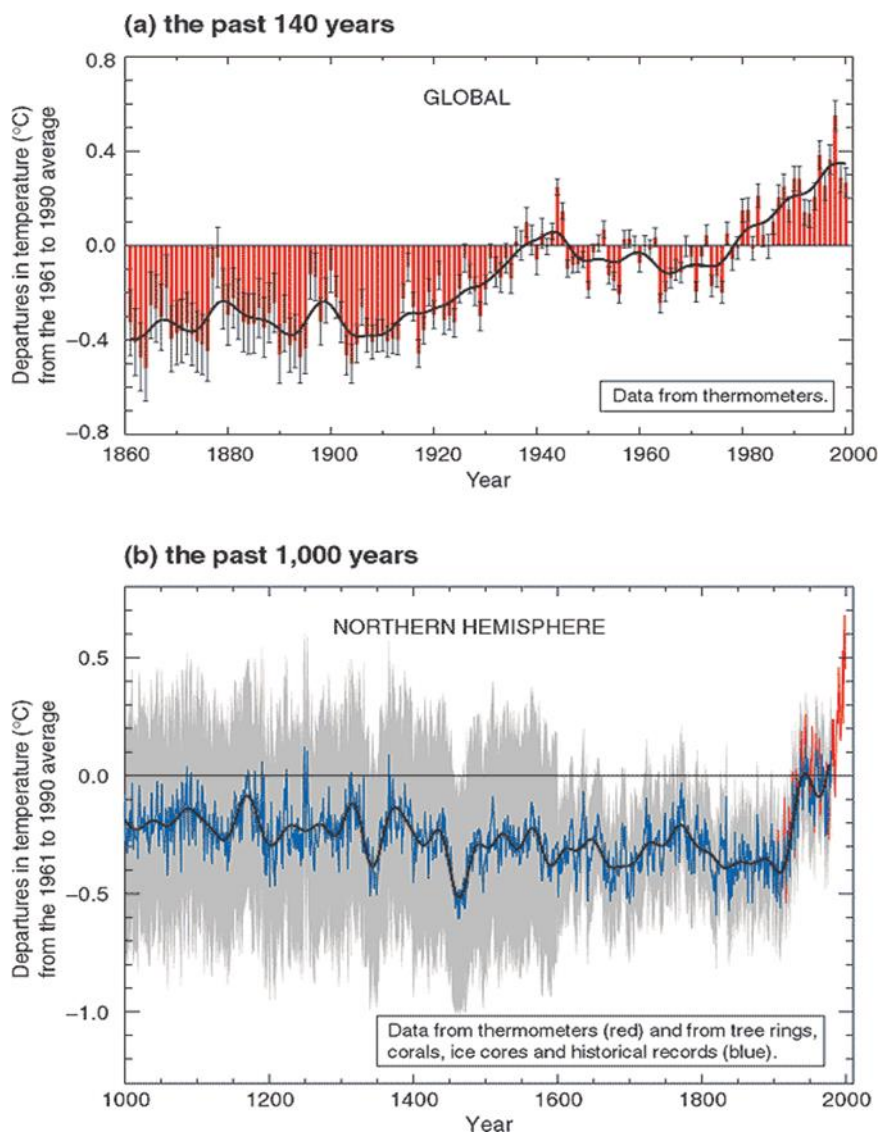 (a) the past 140 years
GLOBAL
Departures in temperature (°C)
from the 1961 to 1990 average
0.8
0.4
0.0
−0.4
−0.8
Data from thermometers.
1860
1880
1900
1920
1940
1960
1980
2000
Year
(b) the past 1,000 years
NORTHERN HEMISPHERE
Departures in temperature (°C)
from the 1961 to 1990 average
0.5
0.0
−0.5
−1.0
Data from thermometers (red) and from tree rings,
corals, ice cores and historical records (blue).
1000
1200
1400
1600
1800
2000
Year